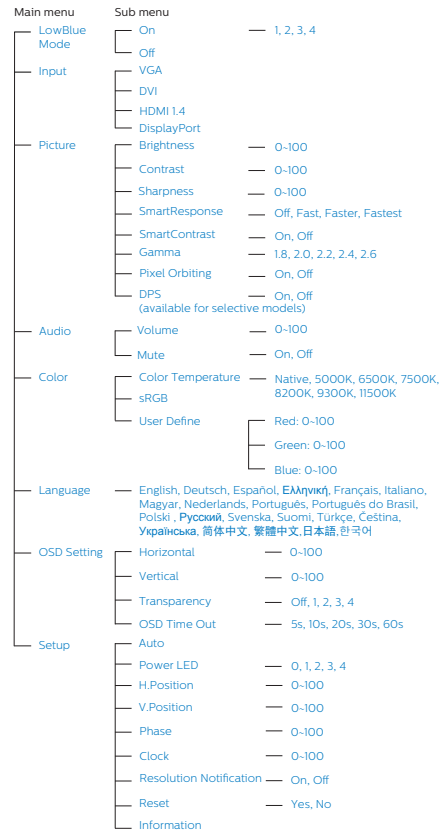 Main menu Sub menu
LowBlue Mode On 1, 2, 3, 4
Off
Input VGA
DVI
HDMI 1.4
DisplayPort
Picture Brightness 0~100
Contrast 0~100
Sharpness 0~100
SmartResponse Off, Fast, Faster, Fastest
SmartContrast On, Off
Gamma 1.8, 2.0, 2.2, 2.4, 2.6
Pixel Orbiting On, Off
DPS On, Off
(available for selective models)
Audio Volume 0~100
Mute On, Off
Color Color Temperature Native, 5000K, 6500K, 7500K,
8200K, 9300K, 11500K
sRGB
User Define Red: 0~100
Green: 0~100
Blue: 0~100
Language English, Deutsch, Español, Ελληνική, Français, Italiano,
Magyar, Nederlands, Português, Português do Brasil,
Polski , Русский, Svenska, Suomi, Türkçe, Čeština,
Українська, 简体中文, 繁體中文,日本語,한국어
OSD Setting Horizontal 0~100
Vertical 0~100
Transparency Off, 1, 2, 3, 4
OSD Time Out 5s, 10s, 20s, 30s, 60s
Setup Auto
Power LED 0, 1, 2, 3, 4
H.Position 0~100
V.Position 0~100
Phase 0~100
Clock 0~100
Resolution Notification On, Off
Reset Yes, No
Information